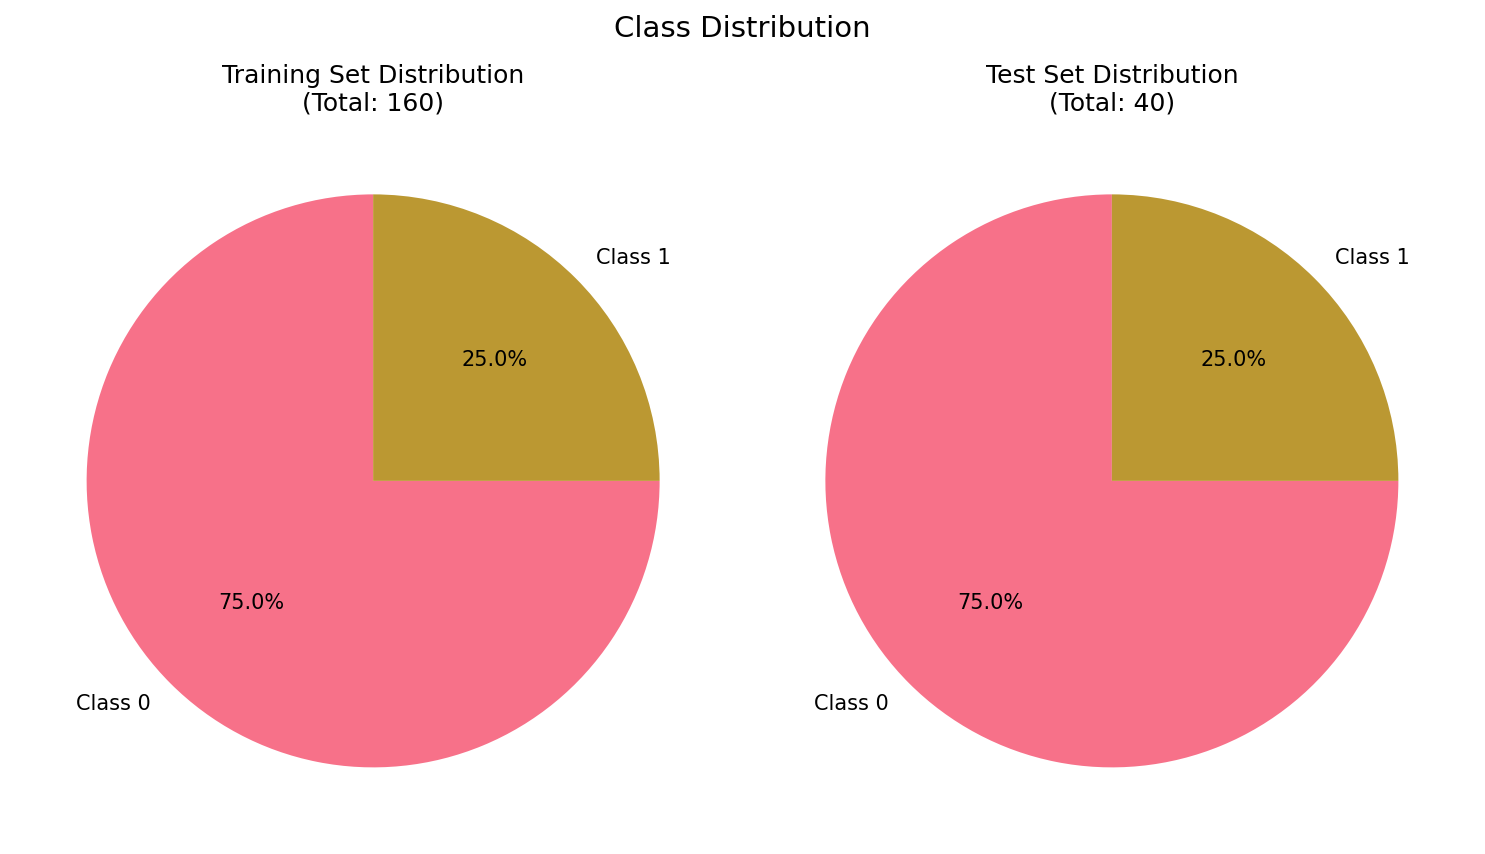 Class Distribution
Training Set Distribution
(Total: 160)
Class 1
25.0%
75.0%
Class 0
Test Set Distribution
(Total: 40)
Class 1
25.0%
75.0%
Class 0